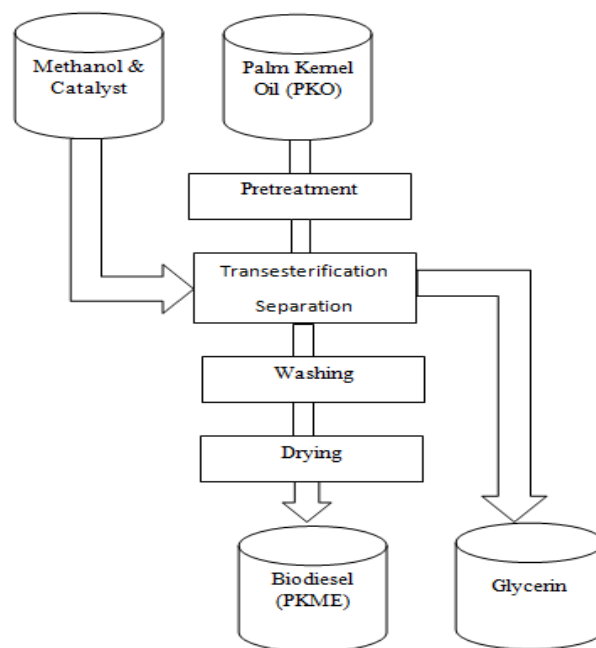 Methanol &
Catalyst
Palm Kernel
Oil (PKO)
Pretreatment
Transesterification
Separation
Washing
Drying
Biodiesel
(PKME)
Glycerin